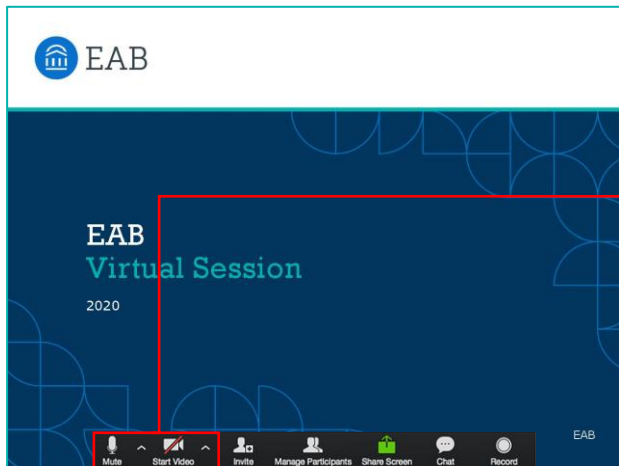 EAB
EAB
Virtual Session
2020
EAB
Mute Start Video Invite Manage Participants Share Screen Chat Record